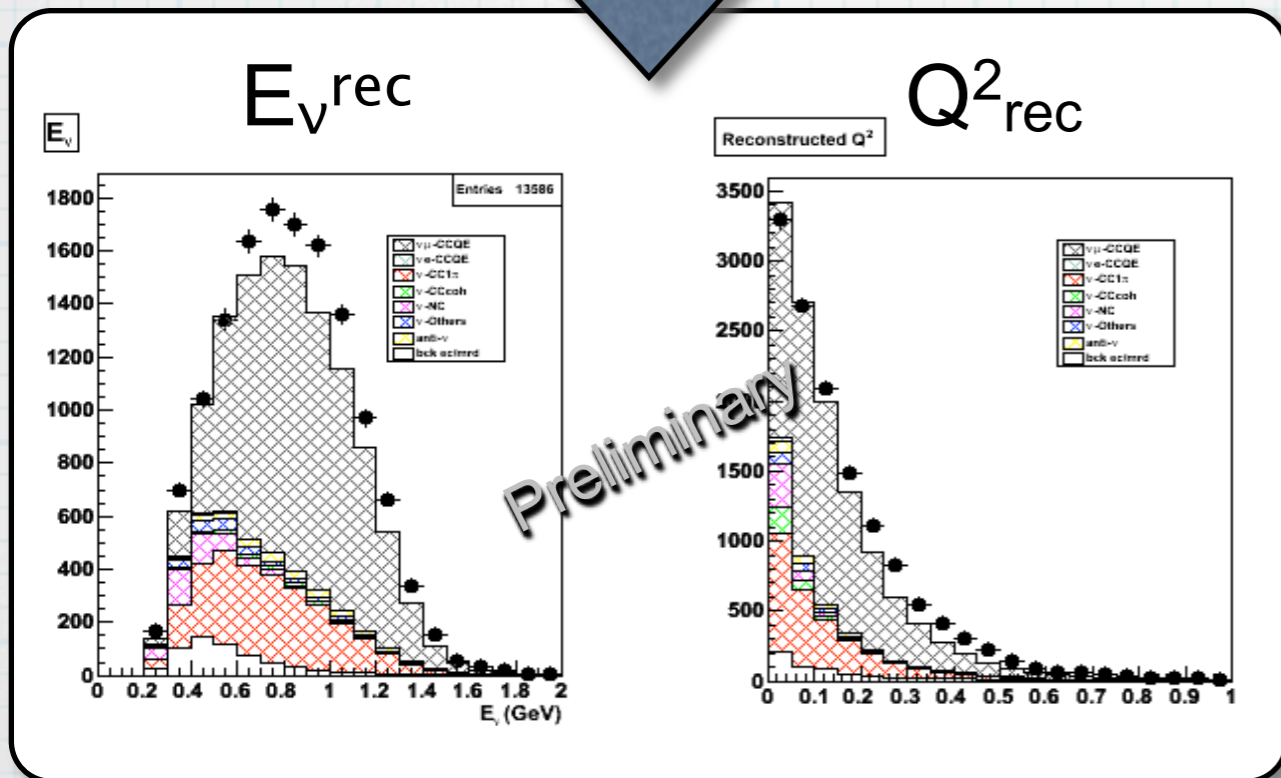 Eνrec
Q2rec
Eν
Reconstructed Q2
Entries 13586
1800
1600
1400
1200
1000
800
600
400
200
0
νμ-CCQE
νe-CCQE
ν-CC1π
ν-CCcoh
ν-NC
ν-Others
anti-ν
bck sc/mrd
0 0.2 0.4 0.6 0.8 1 1.2 1.4 1.6 1.8 2
Eν (GeV)
Preliminary
3500
3000
2500
1500
1000
500
0
νμ-CCQE
νe-CCQE
ν-CC1π
ν-CCcoh
ν-NC
ν-Others
anti-ν
bck sc/mrd
0 0.1 0.2 0.3 0.4 0.5 0.6 0.7 0.8 0.9 1